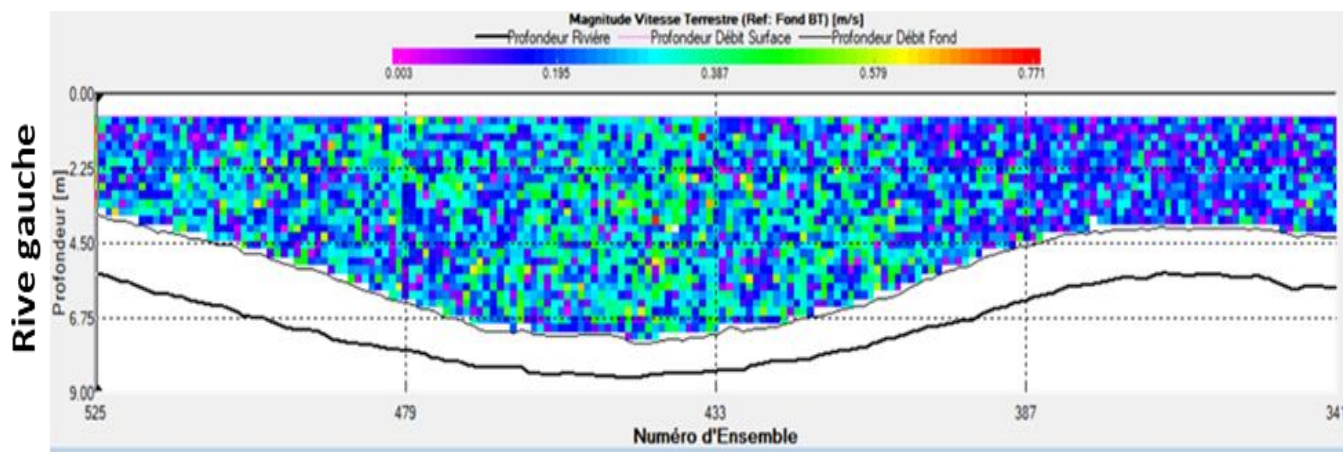 Magnitude Vitesse Terrestre (Ref: Fond BT) [m/s]
Profondeur Rivière Profondeur Débit Surface Profondeur Débit Fond
0.003 0.195 0.387 0.579 0.771
Rive gauche
Profondeur [m]
0.00
2.25
4.50
6.75
9.00
525 479 433 387 341
Numéro d'Ensemble